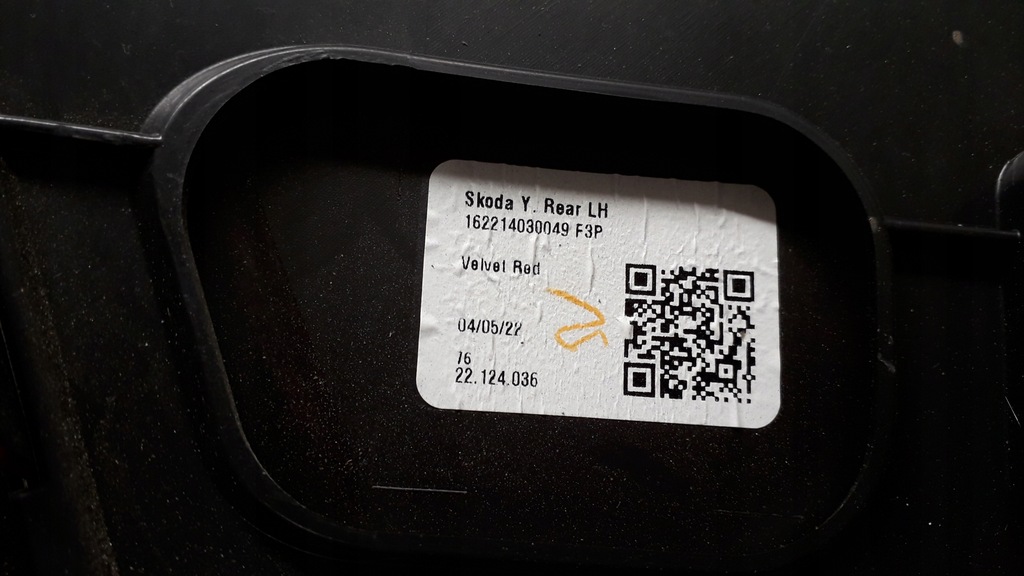 Skoda Y. Rear LH
162214030049 F3P
Velvet Red
04/05/22
76
22.124.036